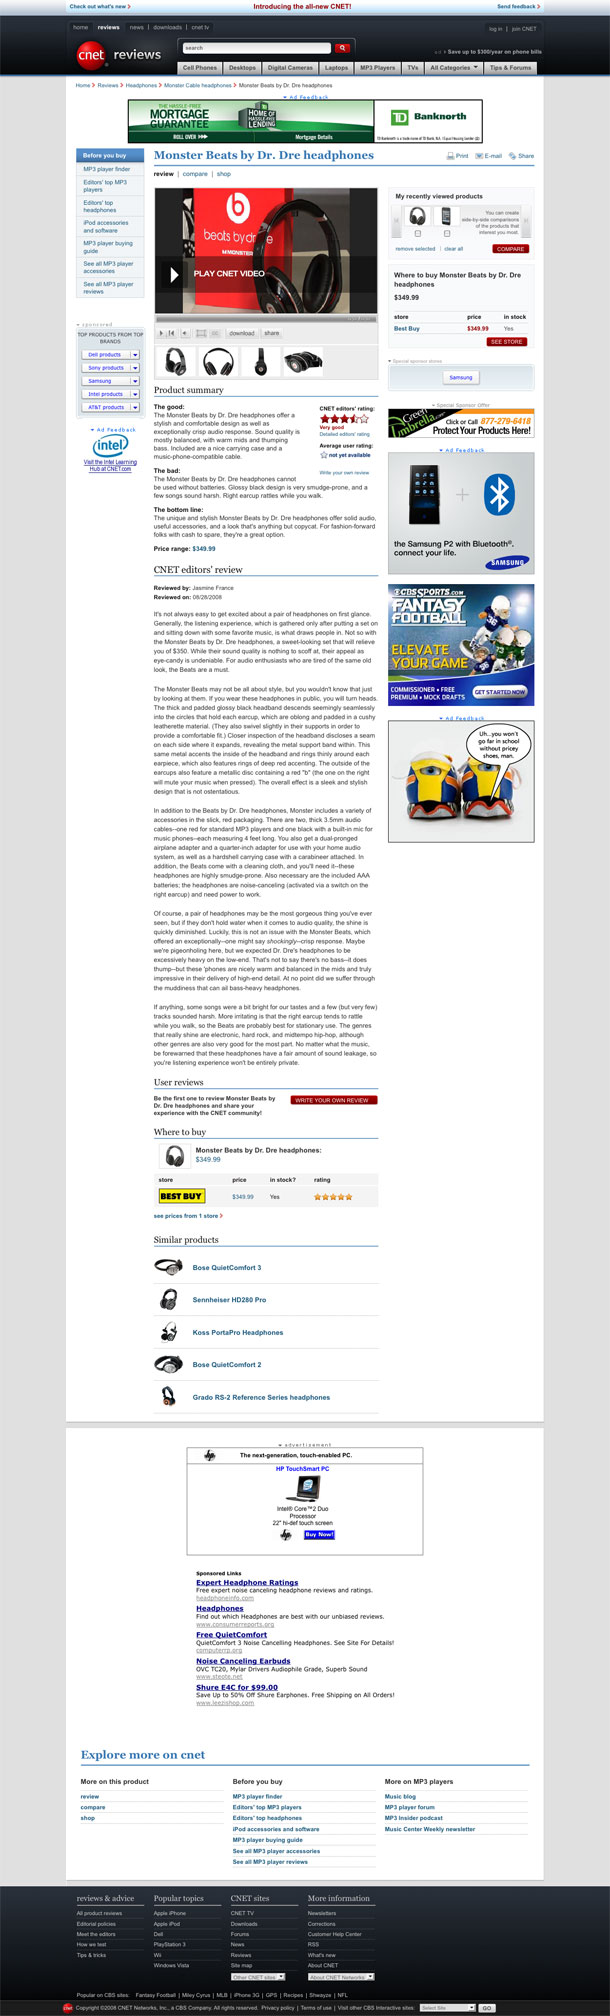 Check out what's new
Introducing the all-new CNET!
Send feedback
home | reviews | news | downloads | cnet tv
log in | join CNET
cnet reviews
search
ad Save up to $300/year on phone bills
Cell Phones
Desktops
Digital Cameras
Laptops
MP3 Players
TVs
All Categories
Tips & Forums
Home > Reviews > Headphones > Monster Cable headphones > Monster Beats by Dr. Dre headphones
Ad Feedback
THE HASSLE-FREE
MORTGAGE
GUARANTEE
ROLL OVER
HOME OF
HASSLE-FREE
LENDING
Mortgage Details
TD Banknorth
Before you buy
MP3 player finder
Editors' top MP3
players
Editors' top
headphones
iPod accessories
and software
MP3 player buying
guide
See all MP3 player
accessories
See all MP3 player
reviews
sponsored
TOP PRODUCTS FROM TOP
BRANDS
Dell products
Sony products
Samsung
Intel products
AT&T products
Ad Feedback
intel
Visit the Intel Learning
Hub at CNET.com
Monster Beats by Dr. Dre headphones
Print
E-mail
Share
review | compare | shop
beats by dr. dre
MONSTER
PLAY CNET VIDEO
download
share
Product summary
The good:
The Monster Beats by Dr. Dre headphones offer a
stylish and comfortable design as well as
exceptionally crisp audio response. Sound quality is
mostly balanced, with warm mids and thumping
bass. Included are a nice carrying case and a
music-phone-compatible cable.
The bad:
The Monster Beats by Dr. Dre headphones cannot
be used without batteries. Glossy black design is very smudge-prone, and a
few songs sound harsh. Right earcup rattles while you walk.
The bottom line:
The unique and stylish Monster Beats by Dr. Dre headphones offer solid audio,
useful accessories, and a look that's anything but copycat. For fashion-forward
folks with cash to spare, they're a great option.
Price range: $349.99
CNET editors' rating:
Very good
Detailed editors' rating
Average user rating:
not yet available
Write your own review
CNET editors' review
Reviewed by: Jasmine France
Reviewed on: 08/28/2008
It's not always easy to get excited about a pair of headphones on first glance.
Generally, the listening experience, which is gathered only after putting a set on
and sitting down with some favorite music, is what draws people in. Not so with
the Monster Beats by Dr. Dre headphones, a sweet-looking set that will relieve
you of $350. While their sound quality is nothing to scoff at, their appeal as
eye-candy is undeniable. For audio enthusiasts who are tired of the same old
look, the Beats are a must.
The Monster Beats may not be all about style, but you wouldn't know that just
by looking at them. If you wear these headphones in public, you will turn heads.
The thick and padded glossy black headband descends seemingly seamlessly
into the circles that hold each earcup, which are oblong and padded in a cushy
leatherette material. (They also swivel slightly in their supports in order to
provide a comfortable fit.) Closer inspection of the headband discloses a seam
on each side where it expands, revealing the metal support band within. This
same metal accents the inside of the headband and rings thinly around each
earpiece, which also features rings of deep red accenting. The outside of the
earcups also feature a metallic disc containing a red "b" (the one on the right
will mute your music when pressed). The overall effect is a sleek and stylish
design that is not ostentatious.
In addition to the Beats by Dr. Dre headphones, Monster includes a variety of
accessories in the slick, red packaging. There are two, thick 3.5mm audio
cables--one red for standard MP3 players and one black with a built-in mic for
music phones--each measuring 4 feet long. You also get a dual-pronged
airplane adapter and a quarter-inch adapter for use with your home audio
system, as well as a hardshell carrying case with a carabineer attached. In
addition, the Beats come with a cleaning cloth, and you'll need it--these
headphones are highly smudge-prone. Also necessary are the included AAA
batteries; the headphones are noise-canceling (activated via a switch on the
right earcup) and need power to work.
Of course, a pair of headphones may be the most gorgeous thing you've ever
seen, but if they don't hold water when it comes to audio quality, the shine is
quickly diminished. Luckily, this is not an issue with the Monster Beats, which
offered an exceptionally--one might say shockingly--crisp response. Maybe
we're pigeonholing here, but we expected Dr. Dre's headphones to be
excessively heavy on the low-end. That's not to say there's no bass--it does
thump--but these 'phones are nicely warm and balanced in the mids and truly
impressive in their delivery of high-end detail. At no point did we suffer through
the muddiness that can ail bass-heavy headphones.
If anything, some songs were a bit bright for our tastes and a few (but very few)
tracks sounded harsh. More irritating is that the right earcup tends to rattle
while you walk, so the Beats are probably best for stationary use. The genres
that really shine are electronic, hard rock, and midtempo hip-hop, although
other genres are also very good for the most part. No matter what the music,
be forewarned that these headphones have a fair amount of sound leakage, so
you're listening experience won't be entirely private.
User reviews
Be the first one to review Monster Beats by
Dr. Dre headphones and share your
experience with the CNET community!
WRITE YOUR OWN REVIEW
Where to buy
Monster Beats by Dr. Dre headphones:
$349.99
store price in stock? rating
BEST BUY $349.99 Yes
see prices from 1 store
Similar products
Bose QuietComfort 3
Sennheiser HD280 Pro
Koss PortaPro Headphones
Bose QuietComfort 2
Grado RS-2 Reference Series headphones
My recently viewed products
You can create
side-by-side comparisons
of the products that
interest you most.
remove selected | clear all
COMPARE
Where to buy Monster Beats by Dr. Dre
headphones
$349.99
store price in stock
Best Buy $349.99 Yes
SEE STORE
Special sponsor stores
Samsung
Special Sponsor Offer
Green
Umbrella.com
Click or Call 877-279-6418
Protect Your Products Here!
Ad Feedback
the Samsung P2 with Bluetooth®.
connect your life.
SAMSUNG
CBSSPORTS.com
FANTASY
FOOTBALL
ELEVATE
YOUR GAME
COMMISSIONER • FREE
PREMIUM • MOCK DRAFTS
GET STARTED NOW
Ad Feedback
Uh...you won't
go far in school
without pricey
shoes, man.
advertisement
The next-generation, touch-enabled PC.
HP TouchSmart PC
Intel® Core™2 Duo
Processor
22" hi-def touch screen
Buy Now!
Sponsored Links
Expert Headphone Ratings
Free expert noise canceling headphone reviews and ratings.
headphoneinfo.com
Headphones
Find out which Headphones are best with our unbiased reviews.
www.consumerreports.org
Free QuietComfort
QuietComfort 3 Noise Cancelling Headphones. See Site For Details!
computerrp.org
Noise Canceling Earbuds
OVC TC20, Mylar Drivers Audiophile Grade, Superb Sound
www.steote.net
Shure E4C for $99.00
Save Up to 50% Off Shure Earphones. Free Shipping on All Orders!
www.leezishop.com
Explore more on cnet
More on this product
review
compare
shop
Before you buy
MP3 player finder
Editors' top MP3 players
Editors' top headphones
iPod accessories and software
MP3 player buying guide
See all MP3 player accessories
See all MP3 player reviews
More on MP3 players
Music blog
MP3 player forum
MP3 Insider podcast
Music Center Weekly newsletter
reviews & advice
All product reviews
Editorial policies
Meet the editors
How we test
Tips & tricks
Popular topics
Apple iPhone
Apple iPod
Dell
PlayStation 3
Wii
Windows Vista
CNET sites
CNET TV
Downloads
Forums
News
Reviews
Site map
Other CNET sites
More information
Newsletters
Corrections
Customer Help Center
RSS
What's new
About CNET
About CNET Networks
Popular on CBS sites: Fantasy Football | Miley Cyrus | MLB | iPhone 3G | GPS | Recipes | Shwayze | NFL
cnet Copyright ©2008 CNET Networks, Inc., a CBS Company. All rights reserved. Privacy policy | Terms of use | Visit other CBS Interactive sites: Select Site GO